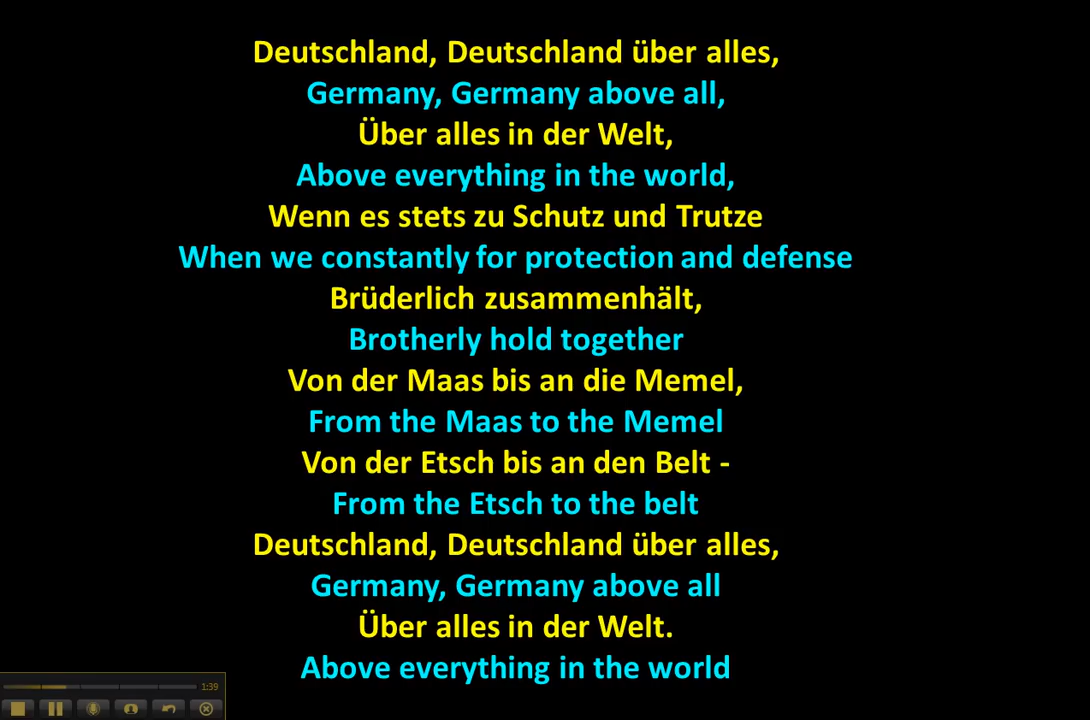 Deutschland, Deutschland über alles,
Germany, Germany above all,
Über alles in der Welt,
Above everything in the world,
Wenn es stets zu Schutz und Trutze
When we constantly for protection and defense
Brüderlich zusammenhält,
Brotherly hold together
Von der Maas bis an die Memel,
From the Maas to the Memel
Von der Etsch bis an den Belt -
From the Etsch to the belt
Deutschland, Deutschland über alles,
Germany, Germany above all
Über alles in der Welt.
Above everything in the world
1:39